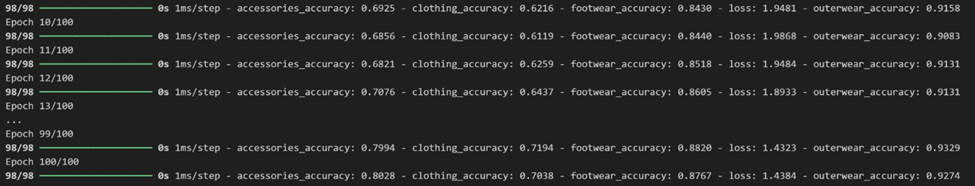 98/98 ━━━━━━━━━━━━━━━━━━━━ 0s 1ms/step - accessories_accuracy: 0.6925 - clothing_accuracy: 0.6216 - footwear_accuracy: 0.8430 - loss: 1.9481 - outerwear_accuracy: 0.9158
Epoch 10/100
98/98 ━━━━━━━━━━━━━━━━━━━━ 0s 1ms/step - accessories_accuracy: 0.6856 - clothing_accuracy: 0.6119 - footwear_accuracy: 0.8440 - loss: 1.9868 - outerwear_accuracy: 0.9083
Epoch 11/100
98/98 ━━━━━━━━━━━━━━━━━━━━ 0s 1ms/step - accessories_accuracy: 0.6821 - clothing_accuracy: 0.6259 - footwear_accuracy: 0.8518 - loss: 1.9484 - outerwear_accuracy: 0.9131
Epoch 12/100
98/98 ━━━━━━━━━━━━━━━━━━━━ 0s 1ms/step - accessories_accuracy: 0.7076 - clothing_accuracy: 0.6437 - footwear_accuracy: 0.8605 - loss: 1.8933 - outerwear_accuracy: 0.9131
Epoch 13/100
...
Epoch 99/100
98/98 ━━━━━━━━━━━━━━━━━━━━ 0s 1ms/step - accessories_accuracy: 0.7994 - clothing_accuracy: 0.7194 - footwear_accuracy: 0.8820 - loss: 1.4323 - outerwear_accuracy: 0.9329
Epoch 100/100
98/98 ━━━━━━━━━━━━━━━━━━━━ 0s 1ms/step - accessories_accuracy: 0.8028 - clothing_accuracy: 0.7038 - footwear_accuracy: 0.8767 - loss: 1.4384 - outerwear_accuracy: 0.9274